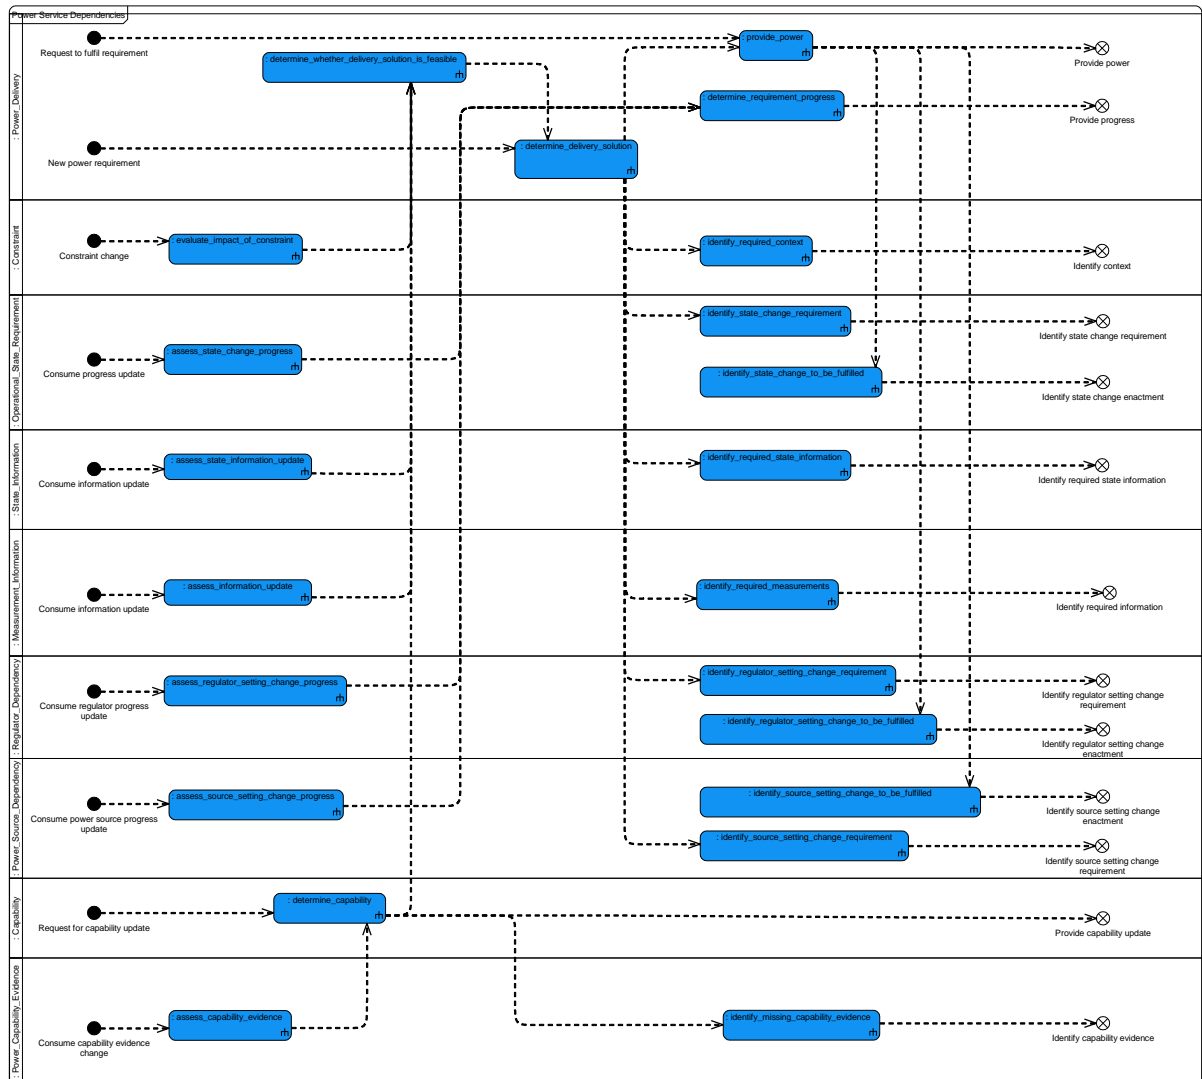 Power Service Dependencies
: Power_Delivery
Request to fulfil requirement
: provide_power
Provide power
: determine_whether_delivery_solution_is_feasible
: determine_requirement_progress
Provide progress
New power requirement
: determine_delivery_solution
: Constraint
Constraint change
: evaluate_impact_of_constraint
: identify_required_context
Identify context
: Operational_State_Requirement
: identify_state_change_requirement
Identify state change requirement
Consume progress update
: assess_state_change_progress
: identify_state_change_to_be_fulfilled
Identify state change enactment
: State_Information
Consume information update
: assess_state_information_update
: identify_required_state_information
Identify required state information
: Measurement_Information
Consume information update
: assess_information_update
: identify_required_measurements
Identify required information
: Regulator_Dependency
Consume regulator progress
update
: assess_regulator_setting_change_progress
: identify_regulator_setting_change_requirement
Identify regulator setting change
requirement
: identify_regulator_setting_change_to_be_fulfilled
Identify regulator setting change
enactment
: Power_Source_Dependency
Consume power source progress
update
: assess_source_setting_change_progress
: identify_source_setting_change_to_be_fulfilled
Identify source setting change
enactment
: identify_source_setting_change_requirement
Identify source setting change
requirement
: Capability
Request for capability update
: determine_capability
Provide capability update
: Power_Capability_Evidence
Consume capability evidence
change
: assess_capability_evidence
: identify_missing_capability_evidence
Identify capability evidence